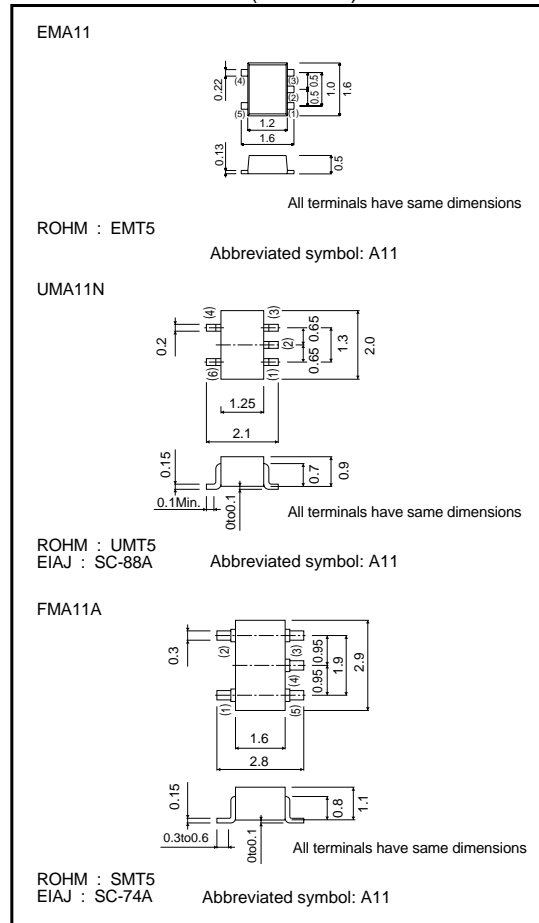 EMA11
0.22
(4)
(3)
0.5
0.5
1.0
1.6
(2)
(5)
(1)
1.2
1.6
0.13
0.5
All terminals have same dimensions
ROHM : EMT5
Abbreviated symbol: A11
UMA11N
(4)
(3)
0.2
(2)
0.65
0.65
1.3
2.0
(6)
(1)
1.25
2.1
0.15
0.7
0.9
0.1Min.
0to0.1
All terminals have same dimensions
ROHM : UMT5
EIAJ : SC-88A
Abbreviated symbol: A11
FMA11A
0.3
(2)
(3)
0.95
0.95
1.9
2.9
(4)
(1)
(5)
1.6
2.8
0.15
0.8
1.1
0.3to0.6
0to0.1
All terminals have same dimensions
ROHM : SMT5
EIAJ : SC-74A
Abbreviated symbol: A11